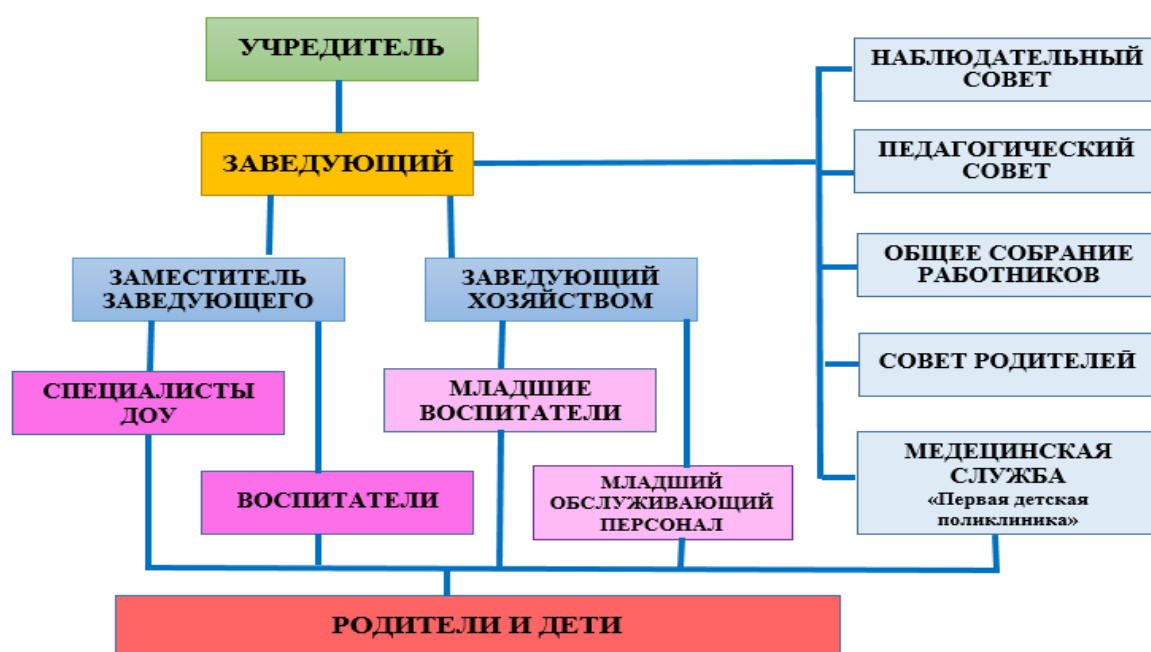 УЧРЕДИТЕЛЬ
ЗАВЕДУЮЩИЙ
ЗАМЕСТИТЕЛЬ
ЗАВЕДУЮЩЕГО
ЗАВЕДУЮЩИЙ
ХОЗЯЙСТВОМ
СПЕЦИАЛИСТЫ
ДОУ
МЛАДШИЕ
ВОСПИТАТЕЛИ
ВОСПИТАТЕЛИ
МЛАДШИЙ
ОБСЛУЖИВАЮЩИЙ
ПЕРСОНАЛ
НАБЛЮДАТЕЛЬНЫЙ
СОВЕТ
ПЕДАГОГИЧЕСКИЙ
СОВЕТ
ОБЩЕЕ СОБРАНИЕ
РАБОТНИКОВ
СОВЕТ РОДИТЕЛЕЙ
МЕДЕЦИНСКАЯ
СЛУЖБА
«Первая детская
поликлиника»
РОДИТЕЛИ И ДЕТИ